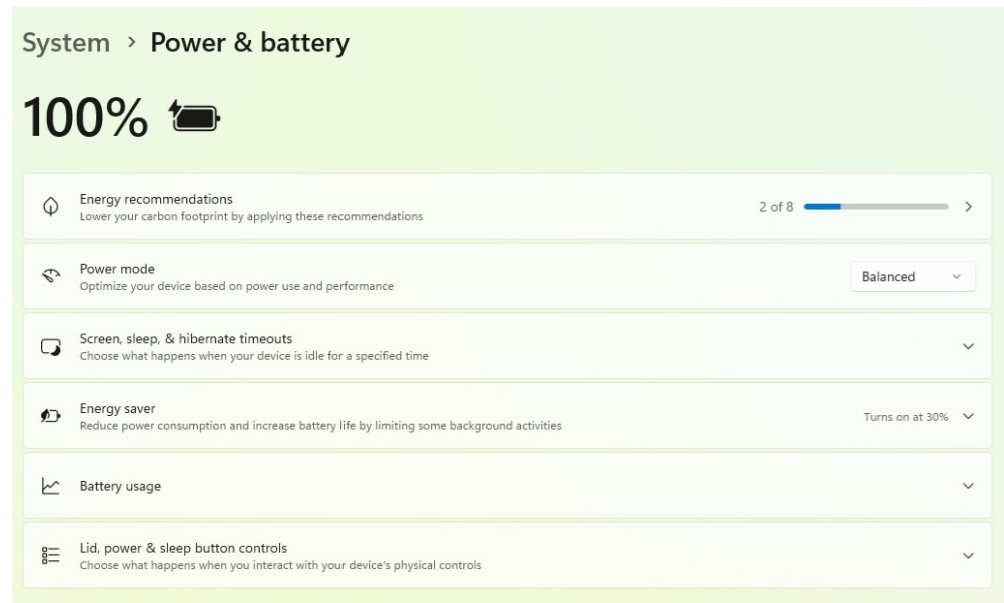 System > Power & battery
100%
Energy recommendations
Lower your carbon footprint by applying these recommendations
2 of 8
Power mode
Optimize your device based on power use and performance
Balanced
Screen, sleep, & hibernate timeouts
Choose what happens when your device is idle for a specified time
Energy saver
Reduce power consumption and increase battery life by limiting some background activities
Turns on at 30%
Battery usage
Lid, power & sleep button controls
Choose what happens when you interact with your device's physical controls